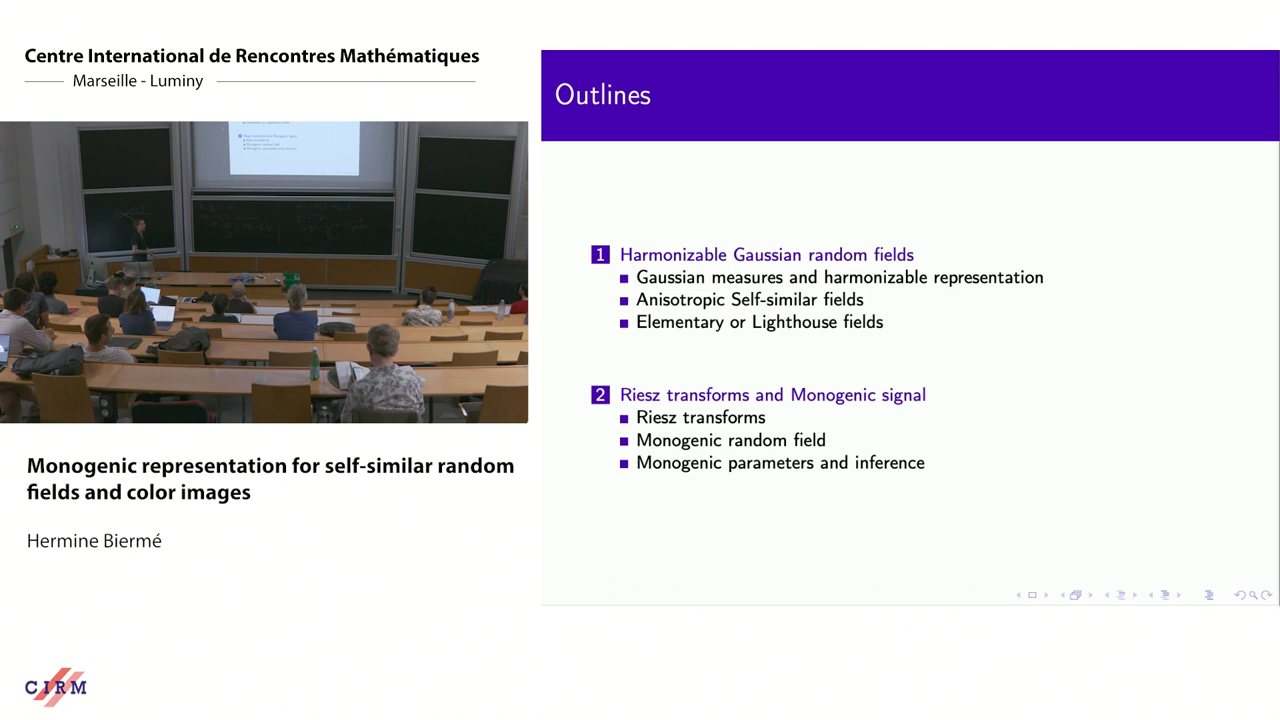 Centre International de Rencontres Mathématiques
Marseille - Luminy
Monogenic representation for self-similar random
fields and color images
Hermine Biermé
CIRM
Outlines
1 Harmonizable Gaussian random fields
Gaussian measures and harmonizable representation
Anisotropic Self-similar fields
Elementary or Lighthouse fields
2 Riesz transforms and Monogenic signal
Riesz transforms
Monogenic random field
Monogenic parameters and inference